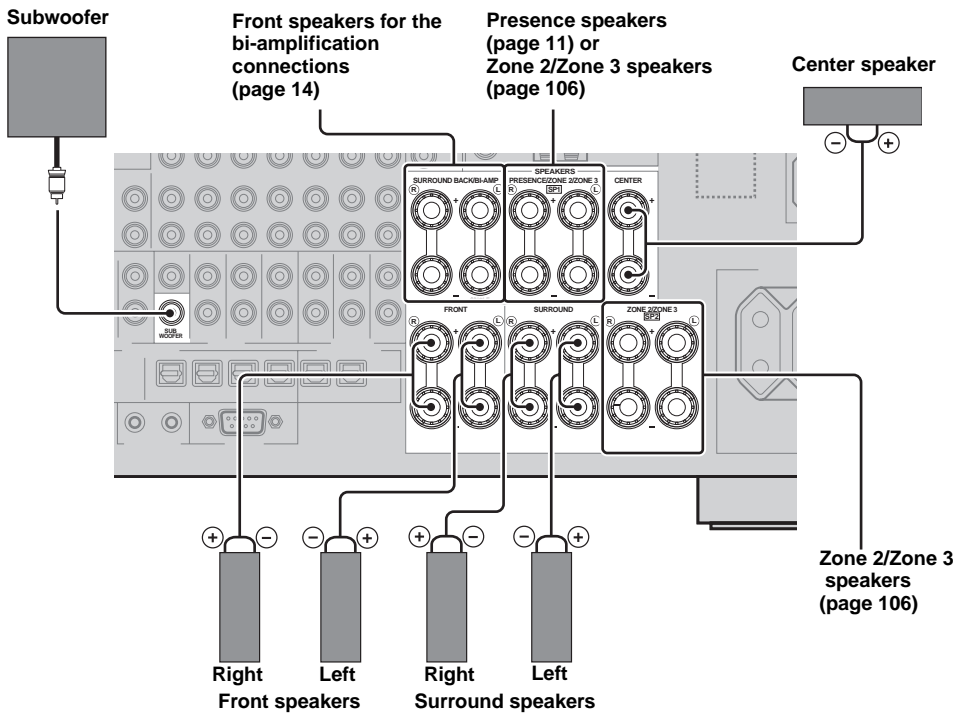 Subwoofer
Front speakers for the
bi-amplification
connections
(page 14)
Presence speakers
(page 11) or
Zone 2/Zone 3 speakers
(page 106)
Center speaker
− +
SPEAKERS
SURROUND BACK/BI-AMP
PRESENCE/ZONE 2/ZONE 3
CENTER
R L R SP1 L
+ + +
− − −
FRONT
SURROUND
ZONE 2/ZONE 3
R L R L R SP2 L
+ + +
− − −
SUB
WOOFER
+ − − + + − − +
Zone 2/Zone 3
speakers
(page 106)
Right Left Right Left
Front speakers Surround speakers